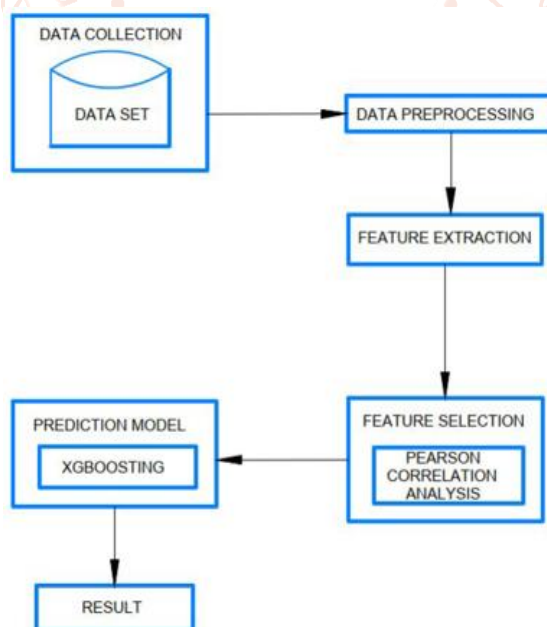 DATA COLLECTION
DATA SET
DATA PREPROCESSING
FEATURE EXTRACTION
FEATURE SELECTION
PEARSON
CORRELATION
ANALYSIS
PREDICTION MODEL
XGBOOSTING
RESULT